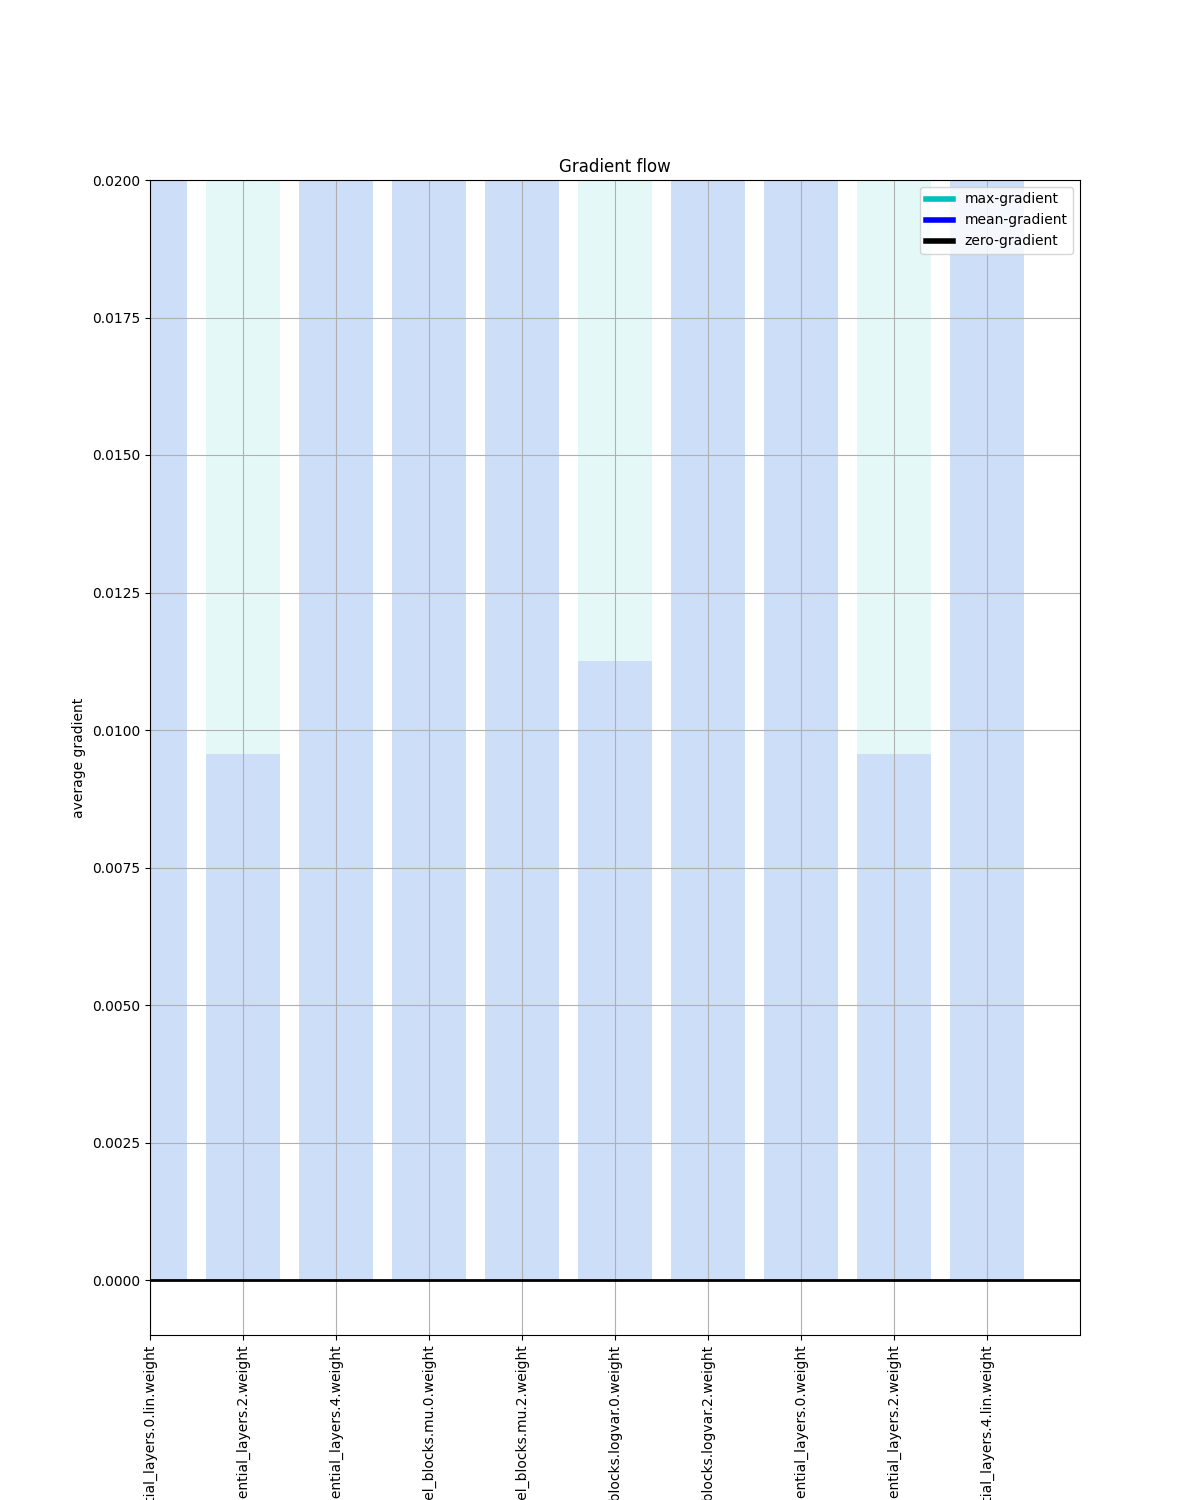 Gradient flow
max-gradient
mean-gradient
zero-gradient
0.0200
0.0175
0.0150
0.0125
0.0100
0.0075
0.0050
0.0025
0.0000
average gradient
tial_layers.0.lin.weight
ential_layers.2.weight
ential_layers.4.weight
el_blocks.mu.0.weight
el_blocks.mu.2.weight
blocks.logvar.0.weight
blocks.logvar.2.weight
ential_layers.0.weight
ential_layers.2.weight
tial_layers.4.lin.weight